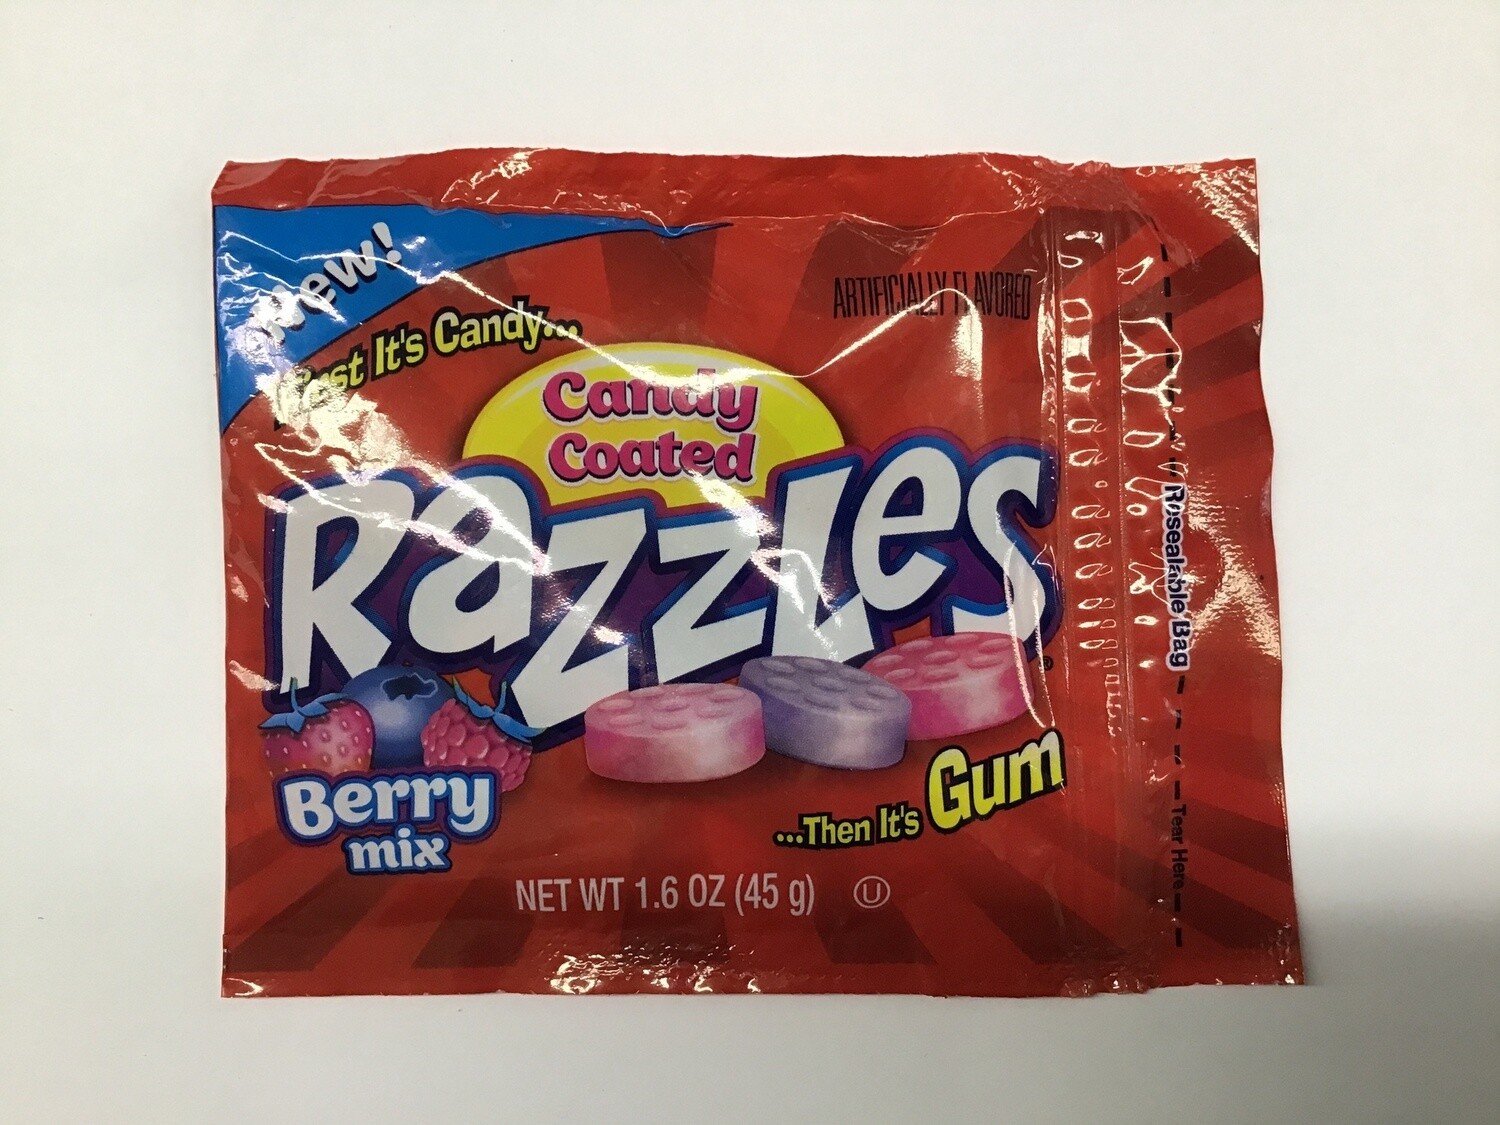 New!
First It's Candy...
ARTIFICIALLY FLAVORED
Candy
Coated
Razzles
®
Berry
mix
...Then It's Gum
NET WT 1.6 OZ (45 g)
U
Resealable Bag
Tear Here